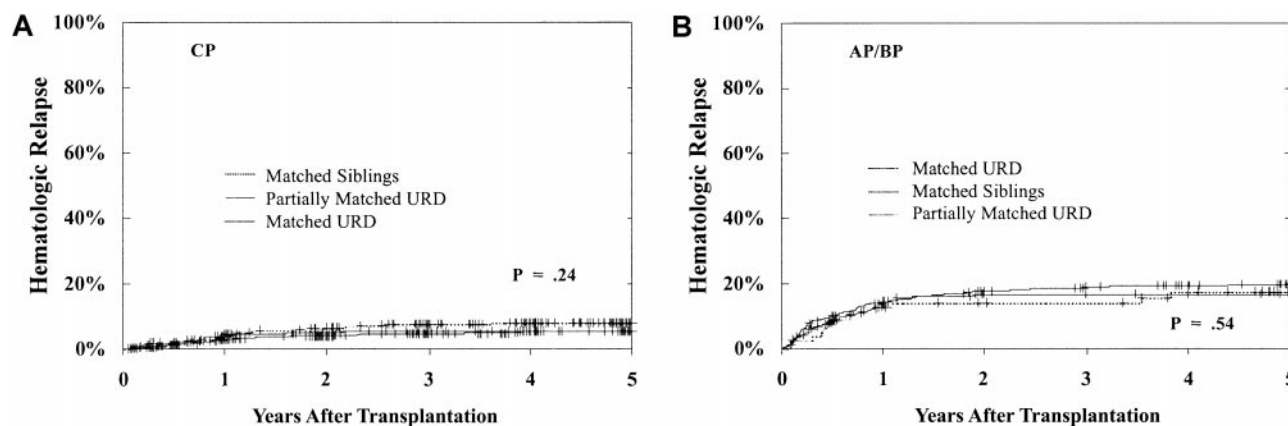 A
CP
100%
80%
60%
40%
20%
0%
Hematologic Relapse
Matched Siblings
Partially Matched URD
Matched URD
P = .24
0 1 2 3 4 5
Years After Transplantation
B
AP/BP
100%
80%
60%
40%
20%
0%
Hematologic Relapse
Matched URD
Matched Siblings
Partially Matched URD
P = .54
0 1 2 3 4 5
Years After Transplantation